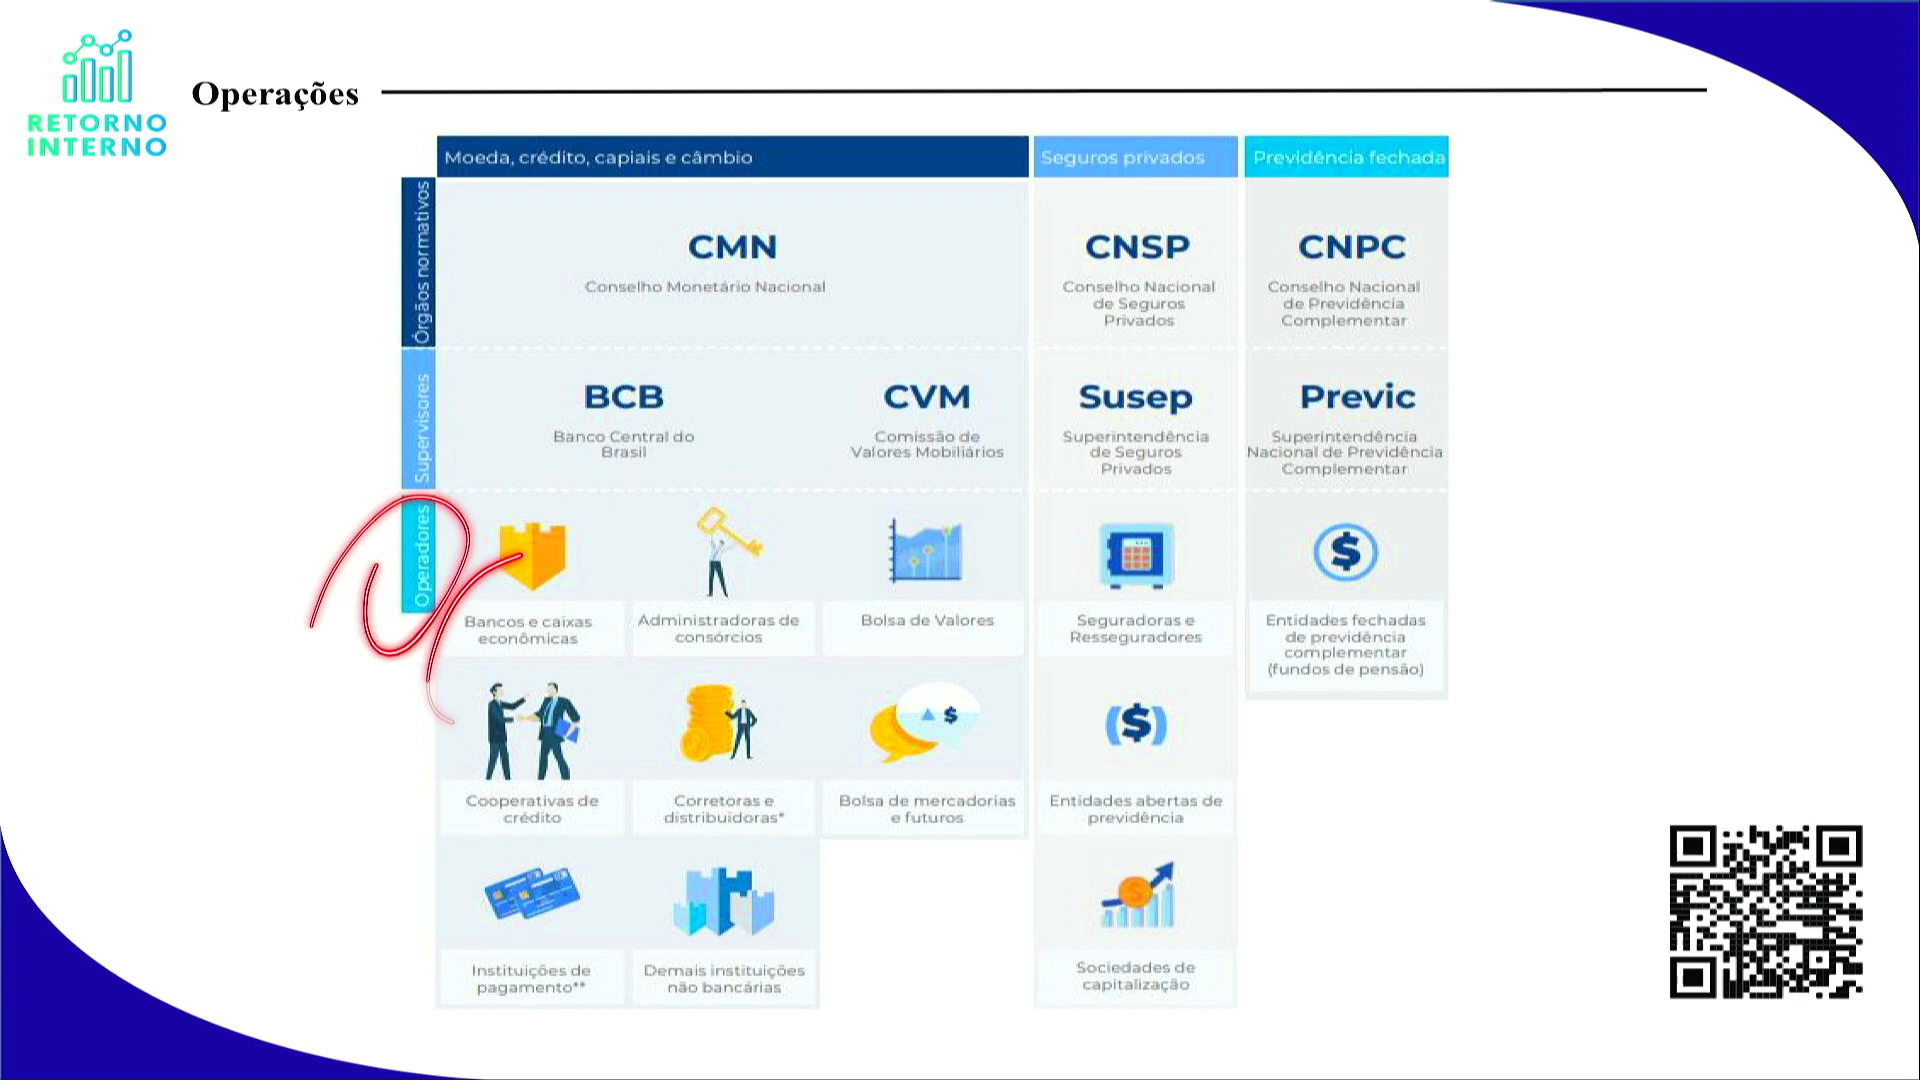 RETORNO
INTERNO
Operações
Moeda, crédito, capiais e câmbio
Seguros privados
Previdência fechada
Órgãos normativos
CMN
Conselho Monetário Nacional
CNSP
Conselho Nacional
de Seguros
Privados
CNPC
Conselho Nacional
de Previdência
Complementar
Supervisores
BCB
Banco Central do
Brasil
CVM
Comissão de
Valores Mobiliários
Susep
Superintendência
de Seguros
Privados
Previc
Superintendência
Nacional de Previdência
Complementar
Operadores
Bancos e caixas
econômicas
Administradoras de
consórcios
Bolsa de Valores
Seguradoras e
Resseguradores
$
Entidades fechadas
de previdência
complementar
(fundos de pensão)
Cooperativas de
crédito
Corretoras e
distribuidoras*
$
Bolsa de mercadorias
e futuros
($)
Entidades abertas de
previdência
Instituições de
pagamento**
Demais instituições
não bancárias
$
Sociedades de
capitalização